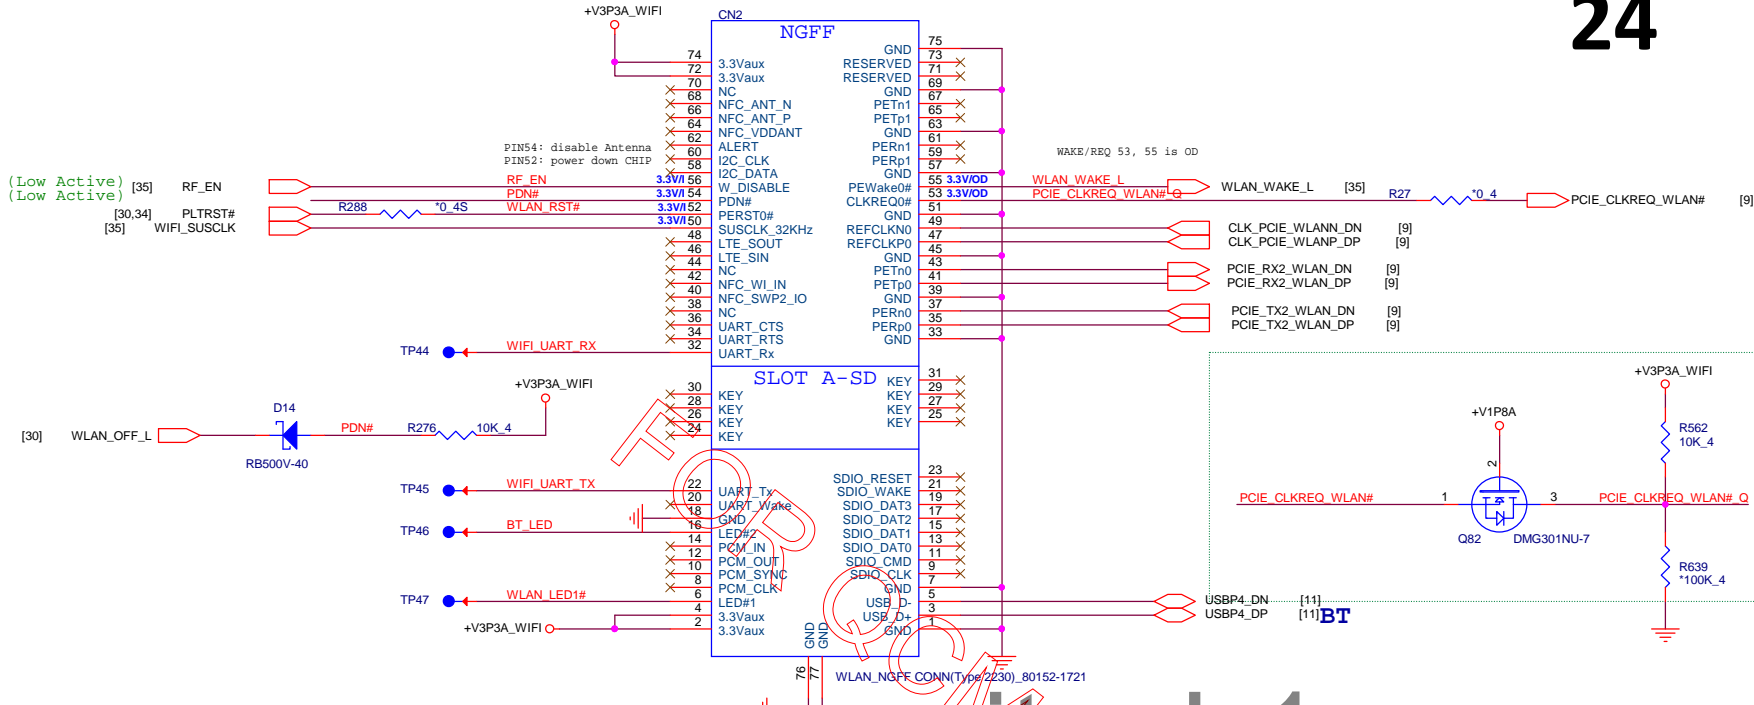 24
+V3P3A_WIFI
CN2
NGFF
74 3.3Vaux
72 3.3Vaux
70 NC
68 NFC_ANT_N
66 NFC_ANT_P
64 NFC_VDDANT
62 ALERT
60 I2C_CLK
58 I2C_DATA
56 W_DISABLE
54 PDN#
52 PERST0#
50 SUSCLK_32KHz
48 LTE_SOUT
46 LTE_SIN
44 NC
42 NFC_WI_IN
40 NFC_SWP2_IO
38 NC
36 UART_CTS
34 UART_RTS
32 UART_Rx
GND 75
RESERVED 73
RESERVED 71
GND 69
PETn1 67
PETp1 65
GND 63
PERn1 61
PERp1 59
GND 57
PEWake0# 55
CLKREQ0# 53
GND 51
REFCLKN0 49
REFCLKP0 47
GND 45
PETn0 43
PETp0 41
GND 39
PERn0 37
PERp0 35
GND 33
PIN54: disable Antenna
PIN52: power down CHIP
WAKE/REQ 53, 55 is OD
(Low Active) [35] RF_EN RF_EN 3.3V/I
(Low Active) PDN# 3.3V/I
[30,34] PLTRST# R288 *0_4S WLAN_RST# 3.3V/I
[35] WIFI_SUSCLK 3.3V/I
3.3V/OD WLAN_WAKE_L WLAN_WAKE_L [35]
3.3V/OD PCIE_CLKREQ_WLAN#_Q R27 *0_4 PCIE_CLKREQ_WLAN# [9]
CLK_PCIE_WLANN_DN [9]
CLK_PCIE_WLANP_DP [9]
PCIE_RX2_WLAN_DN [9]
PCIE_RX2_WLAN_DP [9]
PCIE_TX2_WLAN_DN [9]
PCIE_TX2_WLAN_DP [9]
TP44 WIFI_UART_RX
SLOT A-SD
30 KEY
28 KEY
26 KEY
24 KEY
KEY 31
KEY 29
KEY 27
KEY 25
+V3P3A_WIFI
D14
[30] WLAN_OFF_L PDN# R276 10K_4
RB500V-40
+V3P3A_WIFI
+V1P8A
R562
10K_4
2
PCIE_CLKREQ_WLAN# 1 3 PCIE_CLKREQ_WLAN#_Q
Q82 DMG301NU-7
R639
*100K_4
22 UART_Tx
20 UART_Wake
18 GND
16 LED#2
14 PCM_IN
12 PCM_OUT
10 PCM_SYNC
8 PCM_CLK
6 LED#1
4 3.3Vaux
2 3.3Vaux
SDIO_RESET 23
SDIO_WAKE 21
SDIO_DAT3 19
SDIO_DAT2 17
SDIO_DAT1 15
SDIO_DAT0 13
SDIO_CMD 11
SDIO_CLK 9
GND 7
USB_D- 5
USB_D+ 3
GND 1
TP45 WIFI_UART_TX
TP46 BT_LED
TP47 WLAN_LED1#
+V3P3A_WIFI
USBP4_DN [11]
USBP4_DP [11] BT
GND 76
GND 77
WLAN_NGFF CONN(Type 2230)_80152-1721
FOR QCM